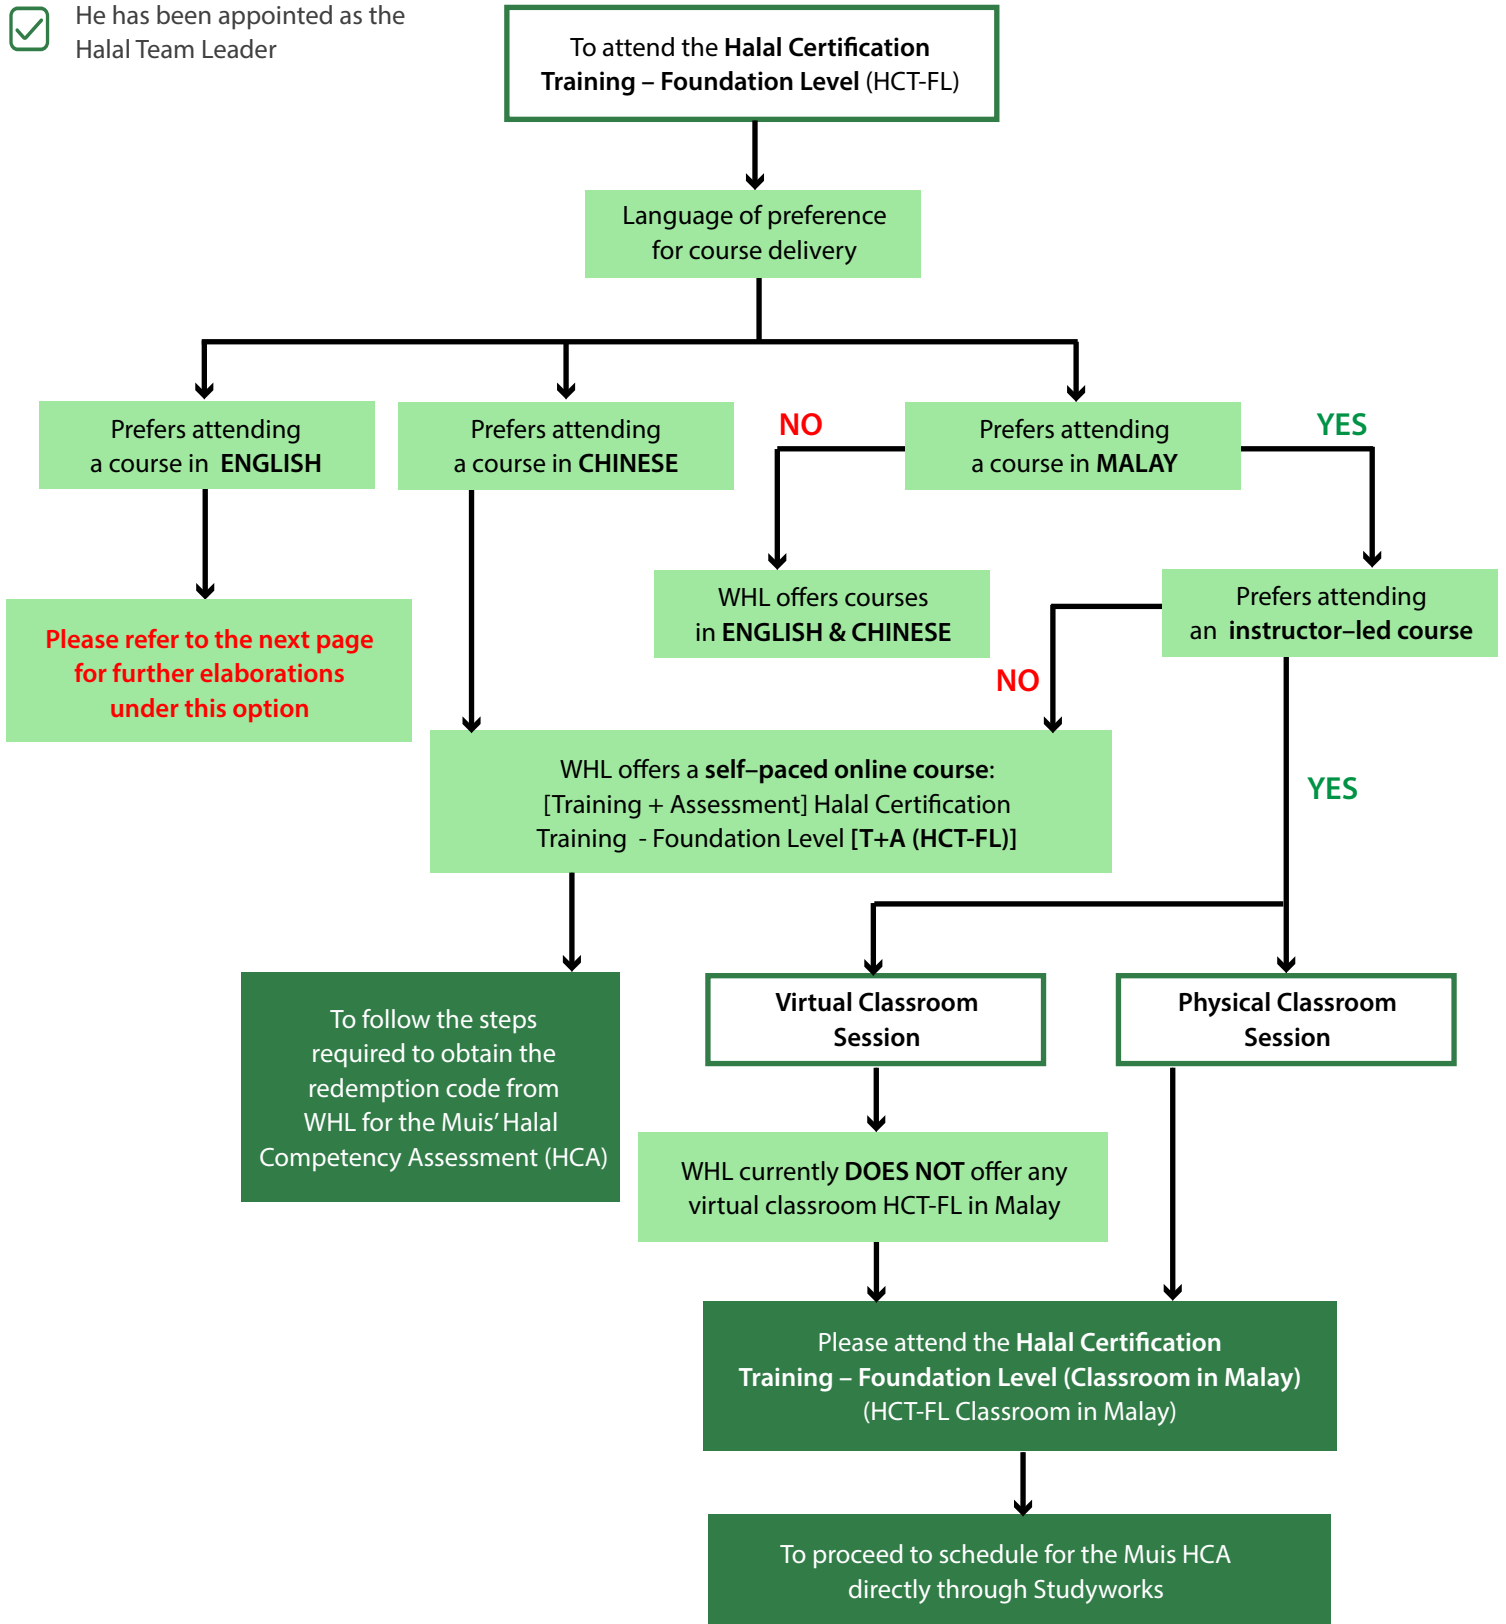 He has been appointed as the
Halal Team Leader
To attend the Halal Certification
Training – Foundation Level (HCT-FL)
Language of preference
for course delivery
Prefers attending
a course in ENGLISH
Prefers attending
a course in CHINESE
NO
Prefers attending
a course in MALAY
YES
Please refer to the next page
for further elaborations
under this option
WHL offers courses
in ENGLISH & CHINESE
Prefers attending
an instructor–led course
NO
WHL offers a self–paced online course:
[Training + Assessment] Halal Certification
Training - Foundation Level [T+A (HCT-FL)]
YES
To follow the steps
required to obtain the
redemption code from
WHL for the Muis’ Halal
Competency Assessment (HCA)
Virtual Classroom
Session
Physical Classroom
Session
WHL currently DOES NOT offer any
virtual classroom HCT-FL in Malay
Please attend the Halal Certification
Training – Foundation Level (Classroom in Malay)
(HCT-FL Classroom in Malay)
To proceed to schedule for the Muis HCA
directly through Studyworks